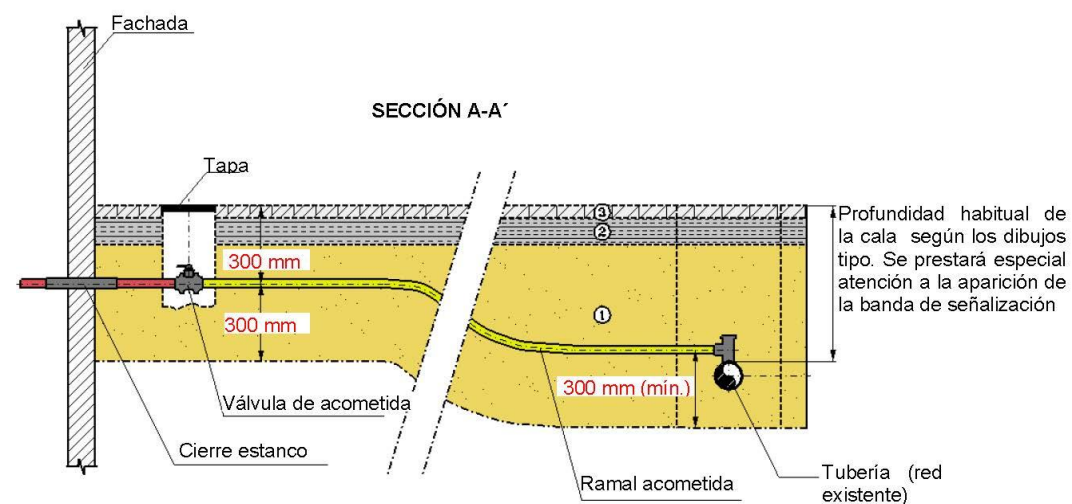 Fachada
SECCIÓN A-A´
Tapa
③
②
Profundidad habitual de
la cala según los dibujos
tipo. Se prestará especial
atención a la aparición de
la banda de señalización
300 mm
①
300 mm
300 mm (mín.)
Válvula de acometida
Cierre estanco
Ramal acometida
Tubería (red
existente)